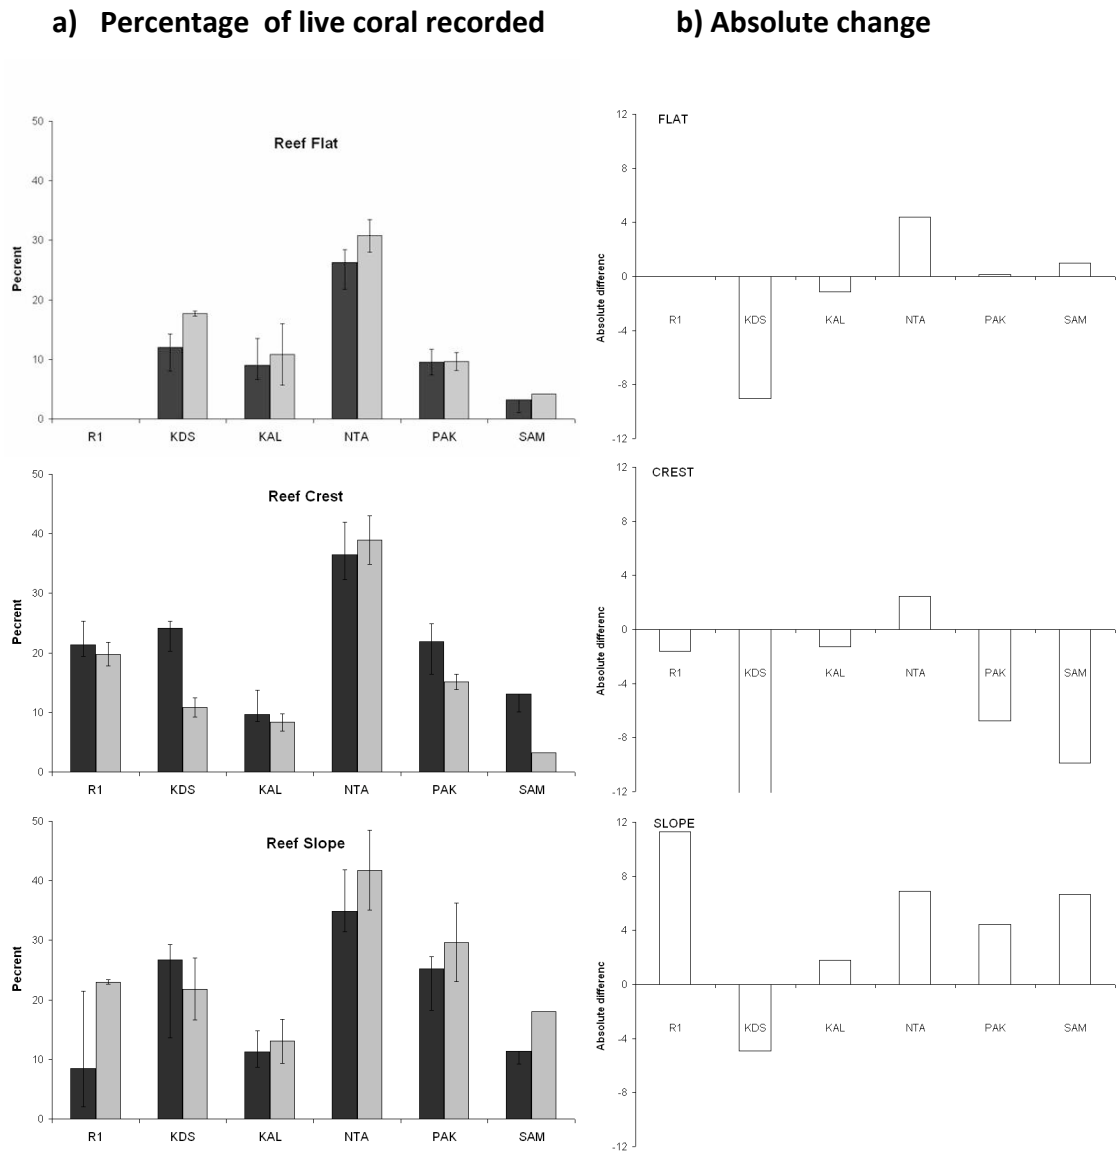 a) Percentage of live coral recorded
b) Absolute change
50
40
30
20
10
0
Pecrent
Reef Flat
R1 KDS KAL NTA PAK SAM
12
8
4
0
-4
-8
-12
Absolute differenc
FLAT
R1 KDS KAL NTA PAK SAM
50
40
30
20
10
0
Pecrent
Reef Crest
R1 KDS KAL NTA PAK SAM
12
8
4
0
-4
-8
-12
Absolute differenc
CREST
R1 KDS KAL NTA PAK SAM
50
40
30
20
10
0
Pecrent
Reef Slope
R1 KDS KAL NTA PAK SAM
12
8
4
0
-4
-8
-12
Absolute differenc
SLOPE
R1 KDS KAL NTA PAK SAM